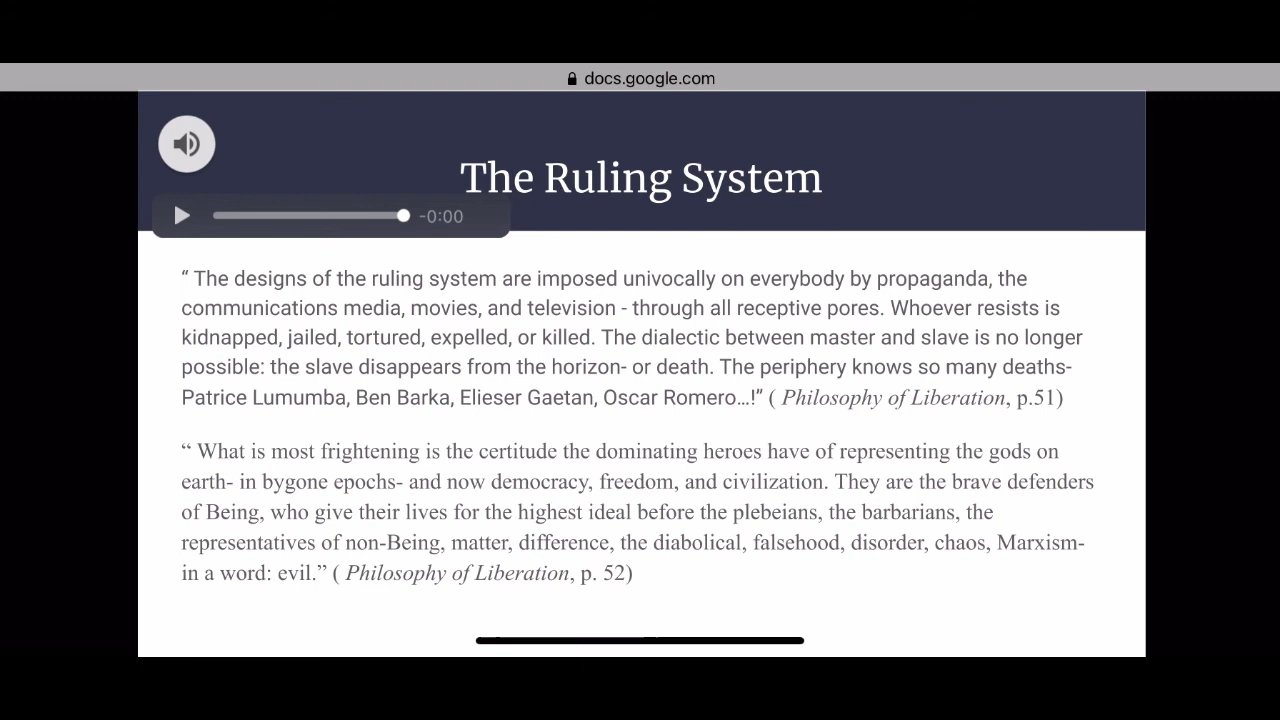 docs.google.com
The Ruling System
-0:00
“ The designs of the ruling system are imposed univocally on everybody by propaganda, the
communications media, movies, and television - through all receptive pores. Whoever resists is
kidnapped, jailed, tortured, expelled, or killed. The dialectic between master and slave is no longer
possible: the slave disappears from the horizon- or death. The periphery knows so many deaths-
Patrice Lumumba, Ben Barka, Elieser Gaetan, Oscar Romero...!” ( Philosophy of Liberation, p.51)
“ What is most frightening is the certitude the dominating heroes have of representing the gods on
earth- in bygone epochs- and now democracy, freedom, and civilization. They are the brave defenders
of Being, who give their lives for the highest ideal before the plebeians, the barbarians, the
representatives of non-Being, matter, difference, the diabolical, falsehood, disorder, chaos, Marxism-
in a word: evil.” ( Philosophy of Liberation, p. 52)